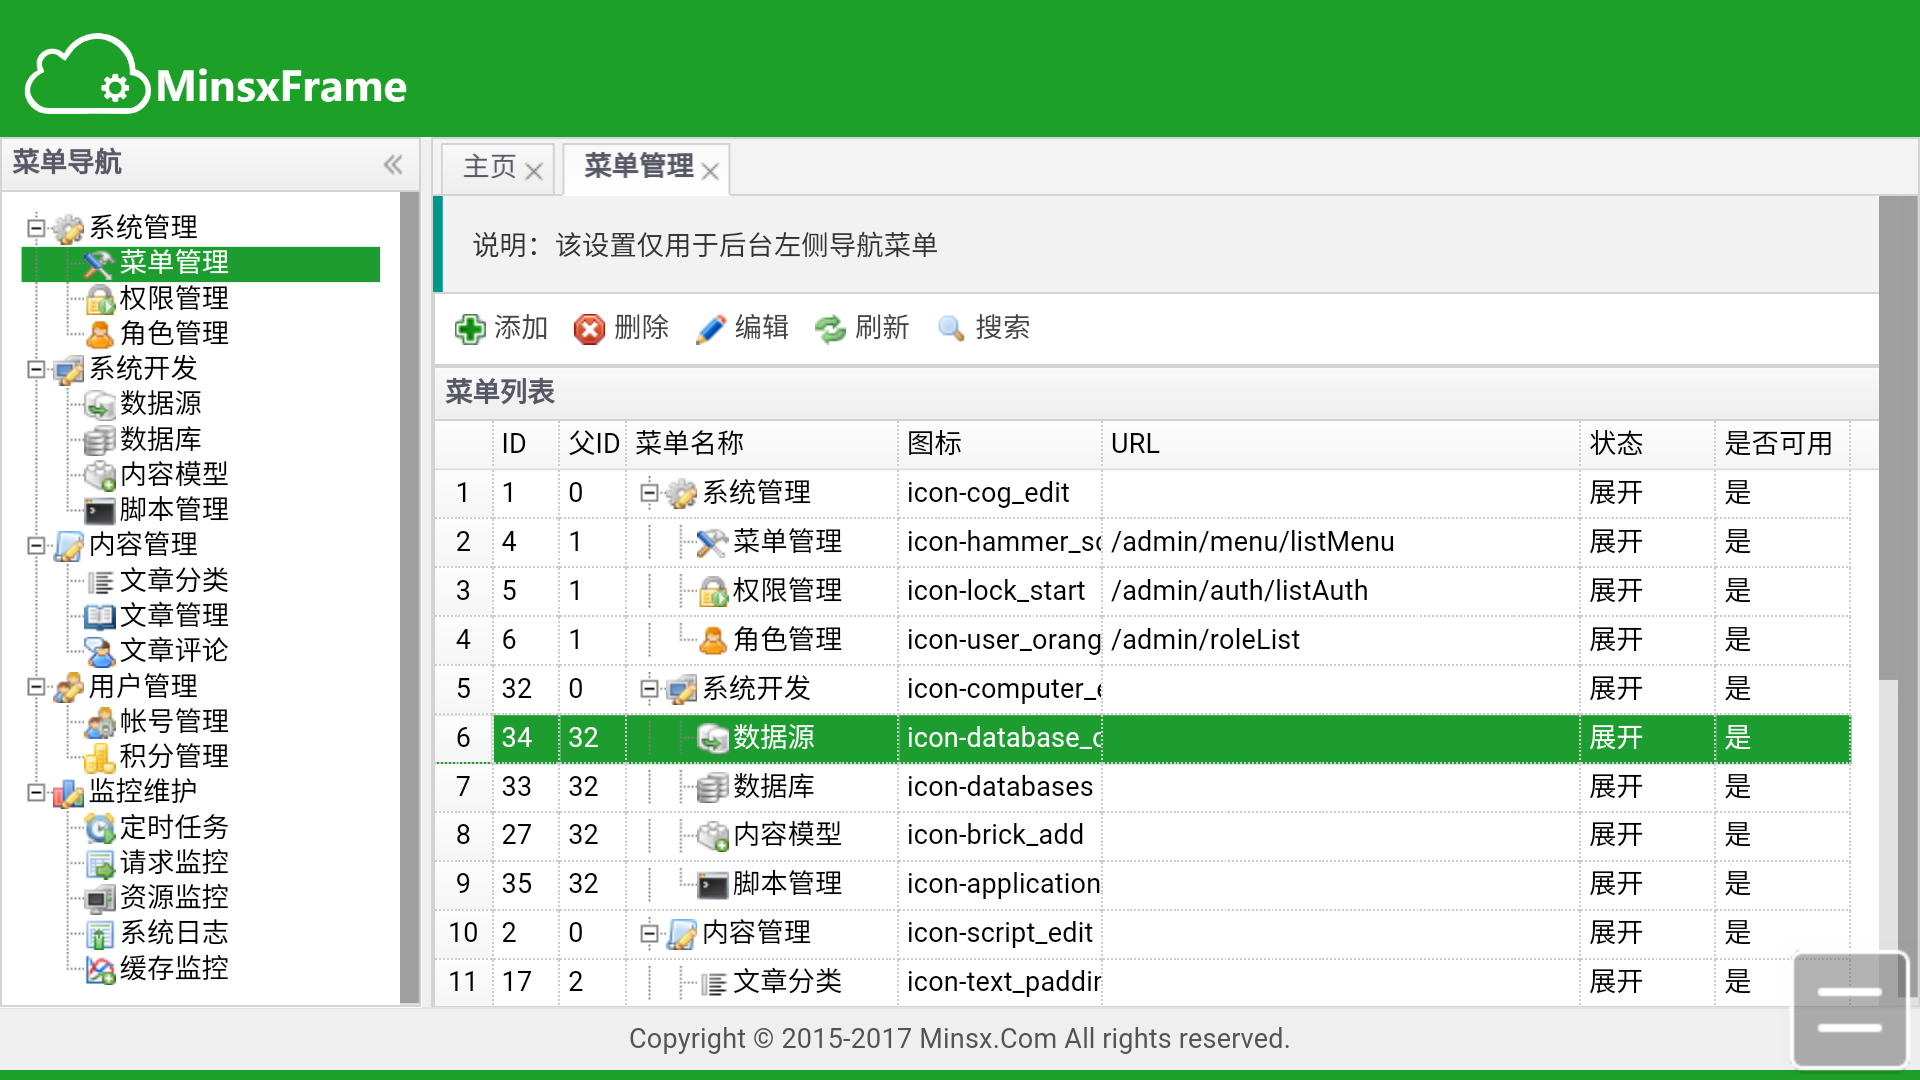 MinsxFrame
菜单导航
系统管理
菜单管理
权限管理
角色管理
系统开发
数据源
数据库
内容模型
脚本管理
内容管理
文章分类
文章管理
文章评论
用户管理
帐号管理
积分管理
监控维护
定时任务
请求监控
资源监控
系统日志
缓存监控
主页 菜单管理
说明：该设置仅用于后台左侧导航菜单
添加 删除 编辑 刷新 搜索
菜单列表
ID 父ID 菜单名称 图标 URL 状态 是否可用
1 1 0 系统管理 icon-cog_edit 展开 是
2 4 1 菜单管理 icon-hammer_sc /admin/menu/listMenu 展开 是
3 5 1 权限管理 icon-lock_start /admin/auth/listAuth 展开 是
4 6 1 角色管理 icon-user_orang /admin/roleList 展开 是
5 32 0 系统开发 icon-computer_e 展开 是
6 34 32 数据源 icon-database_c 展开 是
7 33 32 数据库 icon-databases 展开 是
8 27 32 内容模型 icon-brick_add 展开 是
9 35 32 脚本管理 icon-application 展开 是
10 2 0 内容管理 icon-script_edit 展开 是
11 17 2 文章分类 icon-text_paddin 展开 是
Copyright © 2015-2017 Minsx.Com All rights reserved.